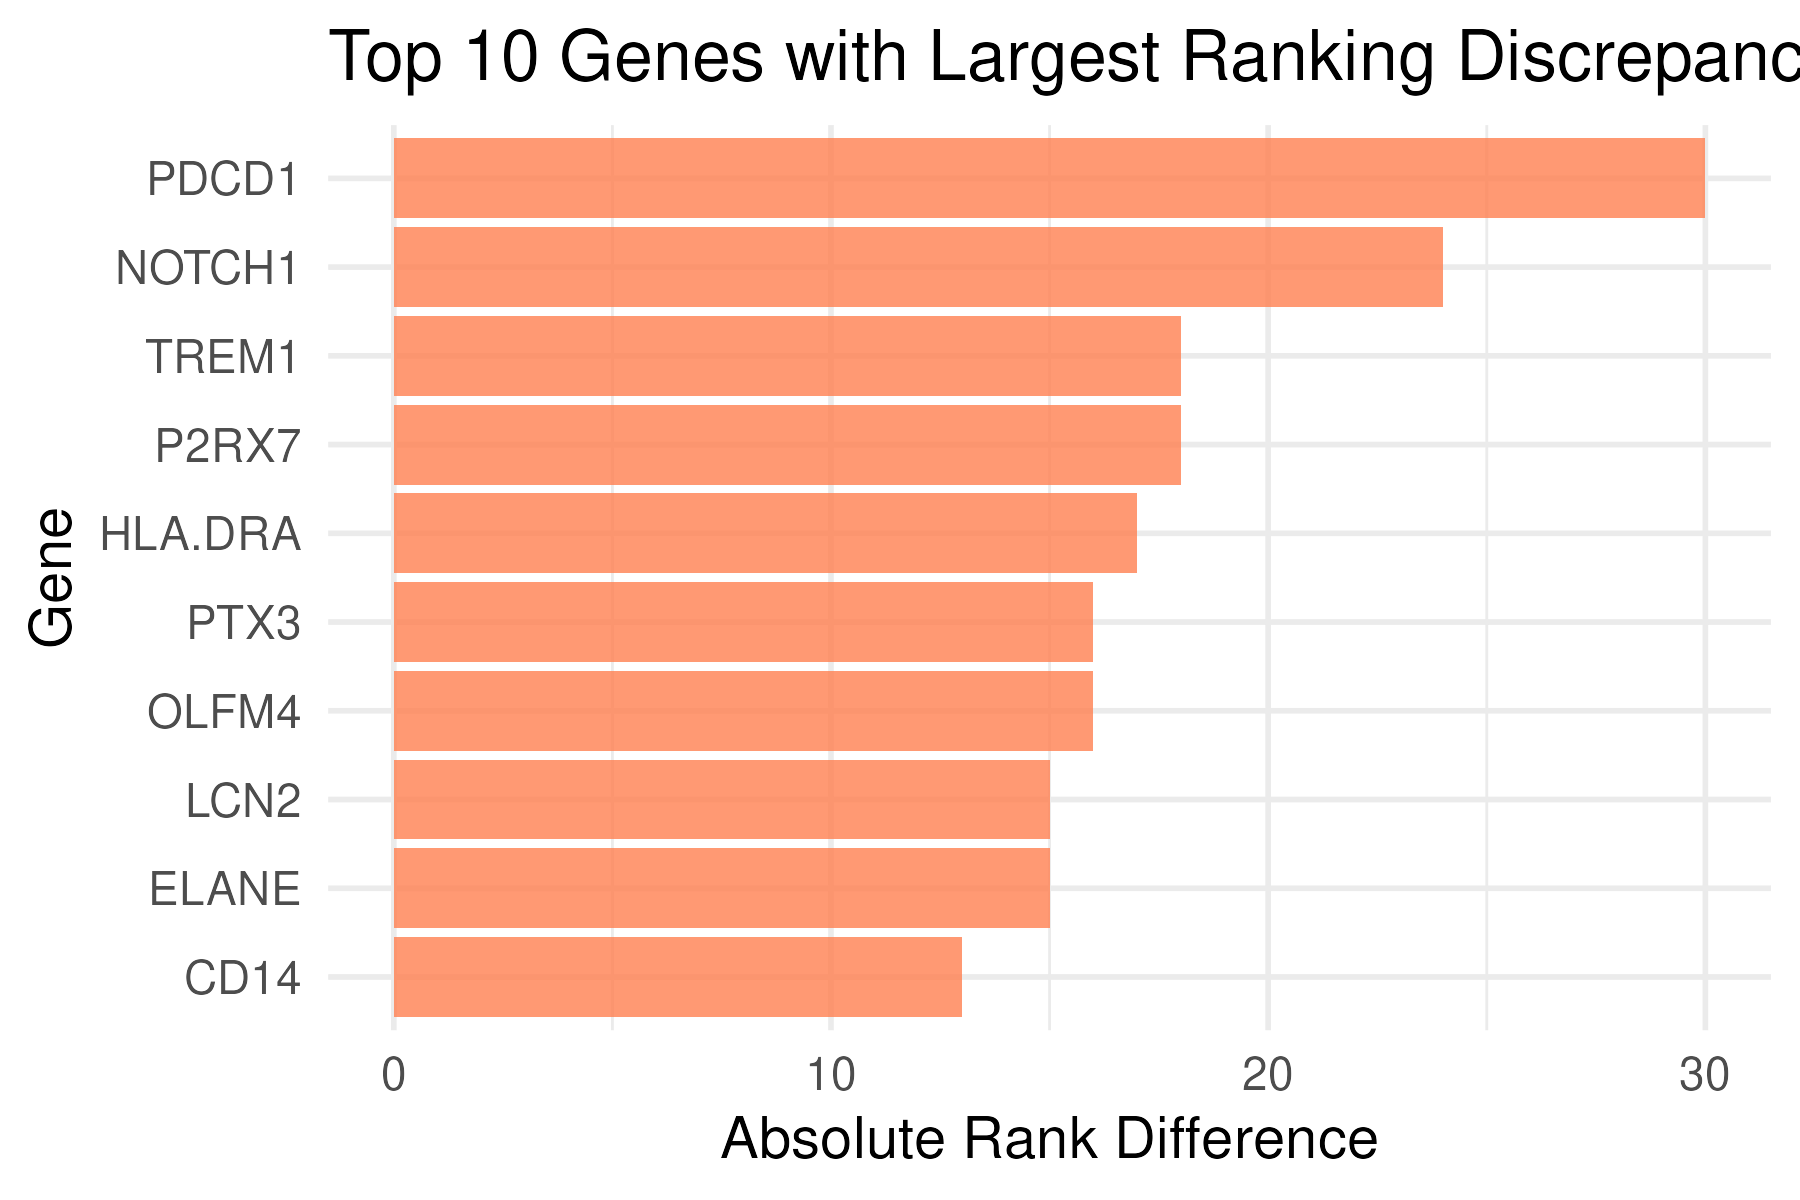 Top 10 Genes with Largest Ranking Discrepanc
PDCD1
NOTCH1
TREM1
P2RX7
HLA.DRA
PTX3
OLFM4
LCN2
ELANE
CD14
Gene
0 10 20 30
Absolute Rank Difference